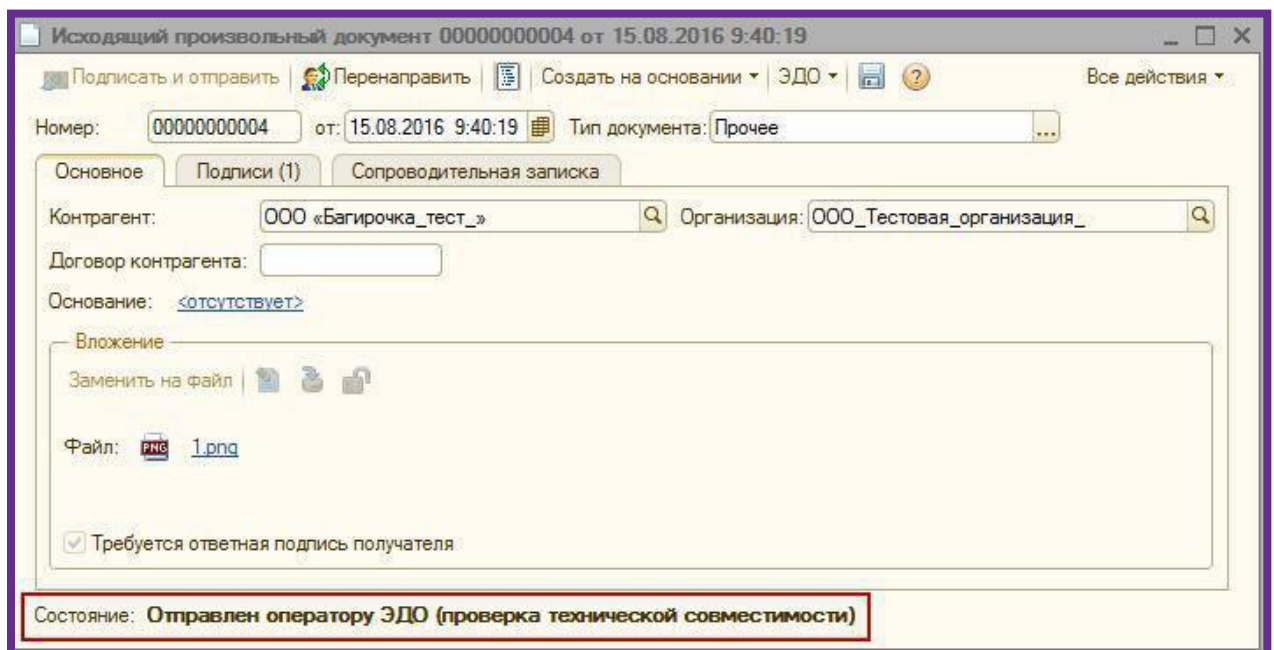 Исходящий произвольный документ 00000000004 от 15.08.2016 9:40:19
Подписать и отправить Перенаправить Создать на основании ЭДО Все действия
Номер: 00000000004 от: 15.08.2016 9:40:19 Тип документа: Прочее ...
Основное Подписи (1) Сопроводительная записка
Контрагент: ООО «Багирочка_тест_» Организация: ООО_Тестовая_организация_
Договор контрагента:
Основание: <отсутствует>
Вложение
Заменить на файл
Файл: PNG 1.png
Требуется ответная подпись получателя
Состояние: Отправлен оператору ЭДО (проверка технической совместимости)